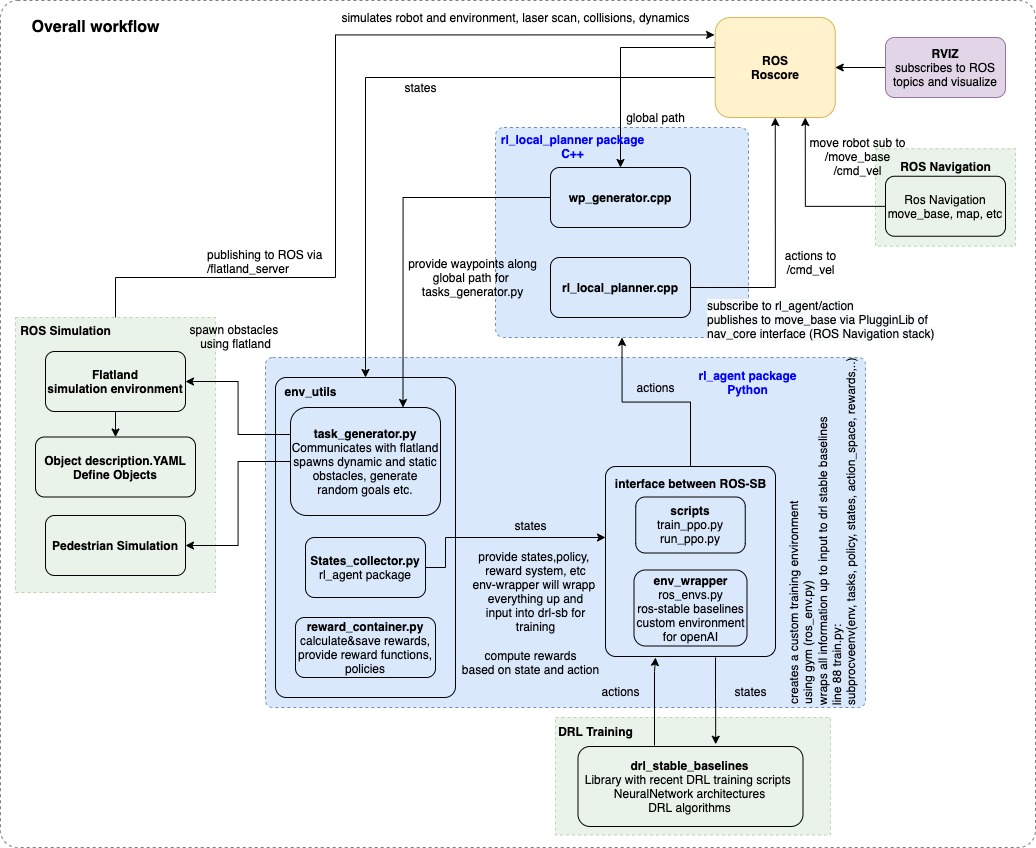 Overall workflow
simulates robot and environment, laser scan, collisions, dynamics
ROS
Roscore
RVIZ
subscribes to ROS
topics and visualize
states
global path
rl_local_planner package
C++
wp_generator.cpp
move robot sub to
/move_base
/cmd_vel
ROS Navigation
Ros Navigation
move_base, map, etc
publishing to ROS via
/flatland_server
provide waypoints along
global path for
tasks_generator.py
rl_local_planner.cpp
actions to
/cmd_vel
subscribe to rl_agent/action
publishes to move_base via PlugginLib of
nav_core interface (ROS Navigation stack)
ROS Simulation
spawn obstacles
using flatland
Flatland
simulation environment
Object description.YAML
Define Objects
Pedestrian Simulation
env_utils
task_generator.py
Communicates with flatland
spawns dynamic and static
obstacles, generate
random goals etc.
States_collector.py
rl_agent package
reward_container.py
calculate&save rewards,
provide reward functions,
policies
actions
rl_agent package
Python
states
provide states,policy,
reward system, etc
env-wrapper will wrapp
everything up and
input into drl-sb for
training
compute rewards
based on state and action
interface between ROS-SB
scripts
train_ppo.py
run_ppo.py
env_wrapper
ros_envs.py
ros-stable baselines
custom environment
for openAI
creates a custom training environment
using gym (ros_env.py)
wraps all information up to input to drl stable baselines
line 88 train.py:
subprocveenv(env, tasks, policy, states, action_space, rewards,..)
actions
states
DRL Training
drl_stable_baselines
Library with recent DRL training scripts
NeuralNetwork architectures
DRL algorithms